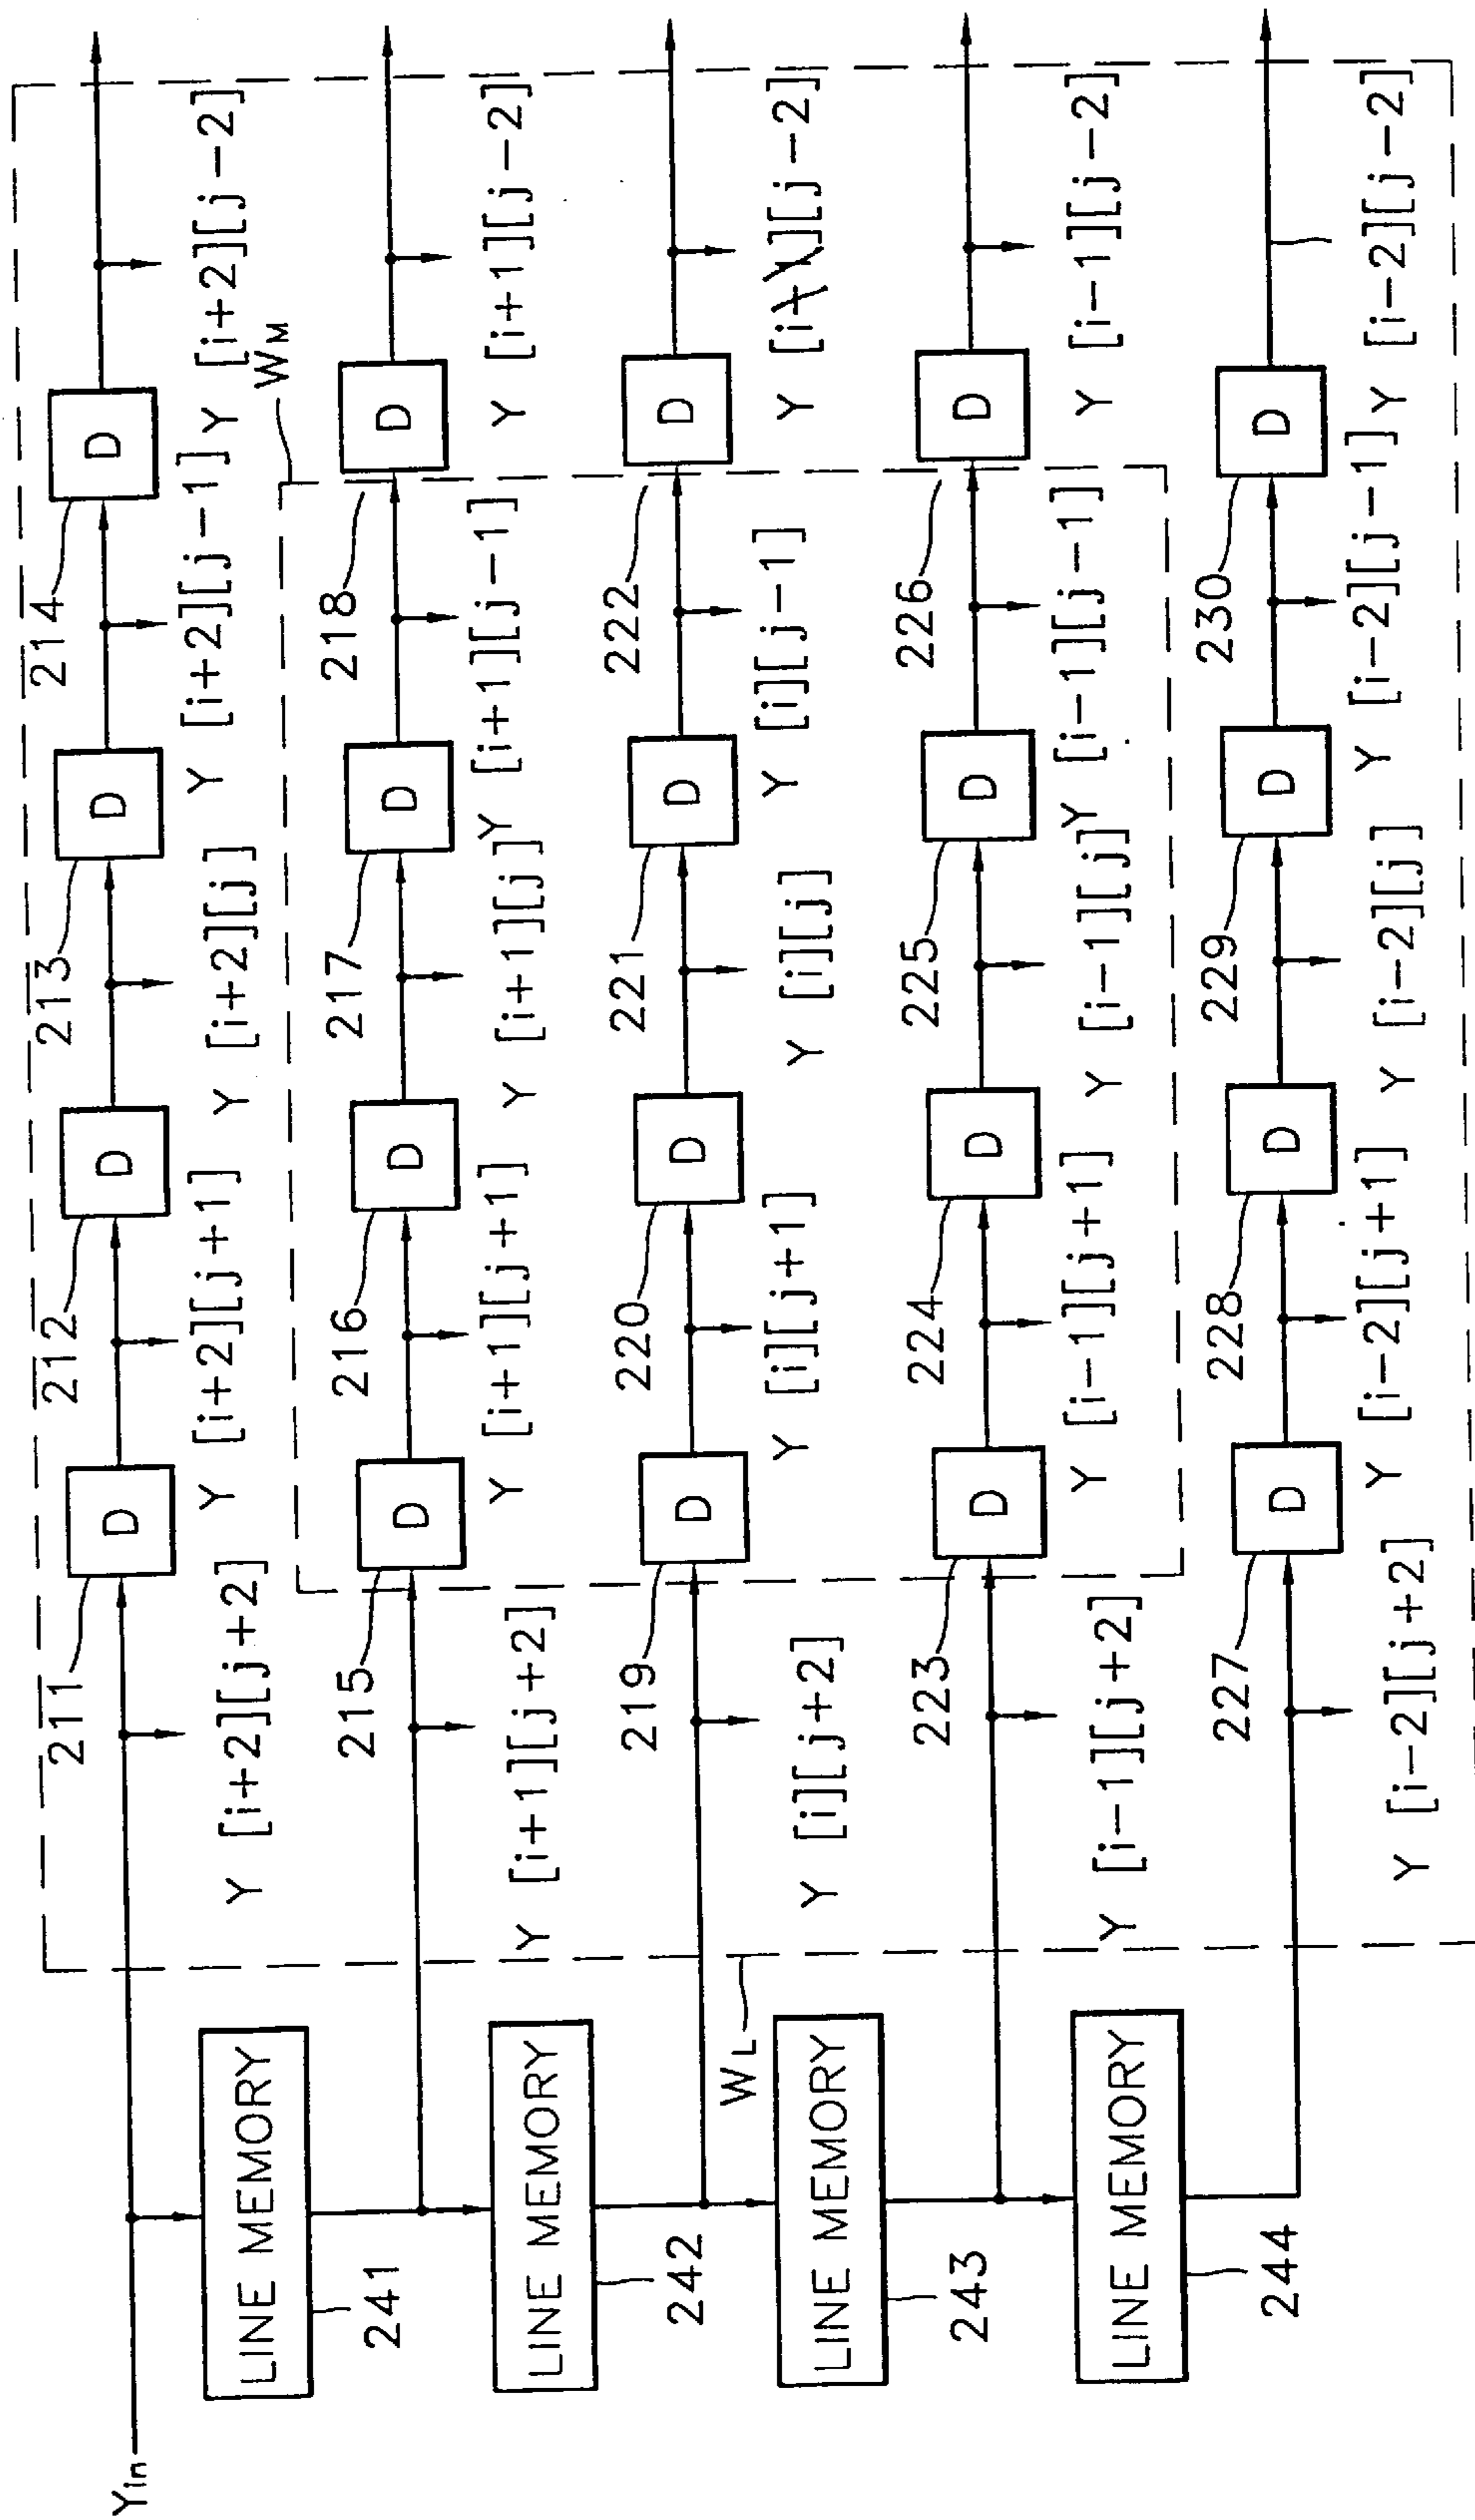 Yin
LINE MEMORY
241
LINE MEMORY
242
LINE MEMORY
243
LINE MEMORY
244
WL
WM
211
D
212
D
213
D
214
D
Y [i+2][j+2]
Y [i+2][j+1]
Y [i+2][j]
Y [i+2][j-1]
Y [i+2][j-2]
215
D
216
D
217
D
218
D
Y [i+1][j+2]
Y [i+1][j+1]
Y [i+1][j]
Y [i+1][j-1]
Y [i+1][j-2]
219
D
220
D
221
D
222
D
Y [i][j+2]
Y [i][j+1]
Y [i][j]
Y [i][j-1]
Y [i][j-2]
223
D
224
D
225
D
226
D
Y [i-1][j+2]
Y [i-1][j+1]
Y [i-1][j]
Y [i-1][j-1]
Y [i-1][j-2]
227
D
228
D
229
D
230
D
Y [i-2][j+2]
Y [i-2][j+1]
Y [i-2][j]
Y [i-2][j-1]
Y [i-2][j-2]